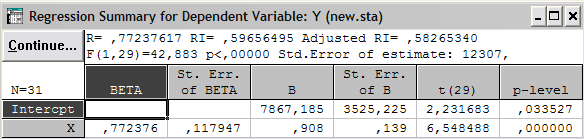 Regression Summary for Dependent Variable: Y (new.sta)
Continue...
R= ,77237617 RI= ,59656495 Adjusted RI= ,58265340
F(1,29)=42,883 p<,00000 Std.Error of estimate: 12307,
St. Err. St. Err.
N=31 BETA of BETA B of B t(29) p-level
Intercpt 7867,185 3525,225 2,231683 ,033527
X ,772376 ,117947 ,908 ,139 6,548488 ,000000